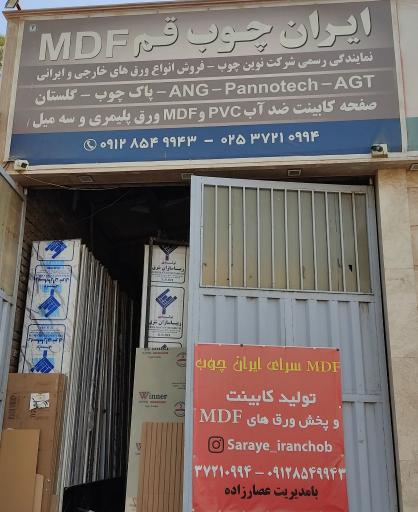 ایران چوب قم MDF
نمایندگی رسمی شرکت نوین چوب - فروش انواع ورق های خارجی و ایرانی
ANG - Pannotech - AGT - پاک چوب - گلستان
صفحه کابینت ضد آب PVC و MDF ورق پلیمری و سه میل
۰۹۱۲ ۸۵۴ ۹۹۴۳ - ۰۲۵ ۳۷۲۱ ۰۹۹۴
MDF سرای ایران چوب
تولید کابینت
و پخش ورق های MDF
Saraye_iranchob
۳۷۲۱۰۹۹۴ - ۰۹۱۲۸۵۴۹۹۴۳
بامدیریت عصارزاده
Winner
Winner